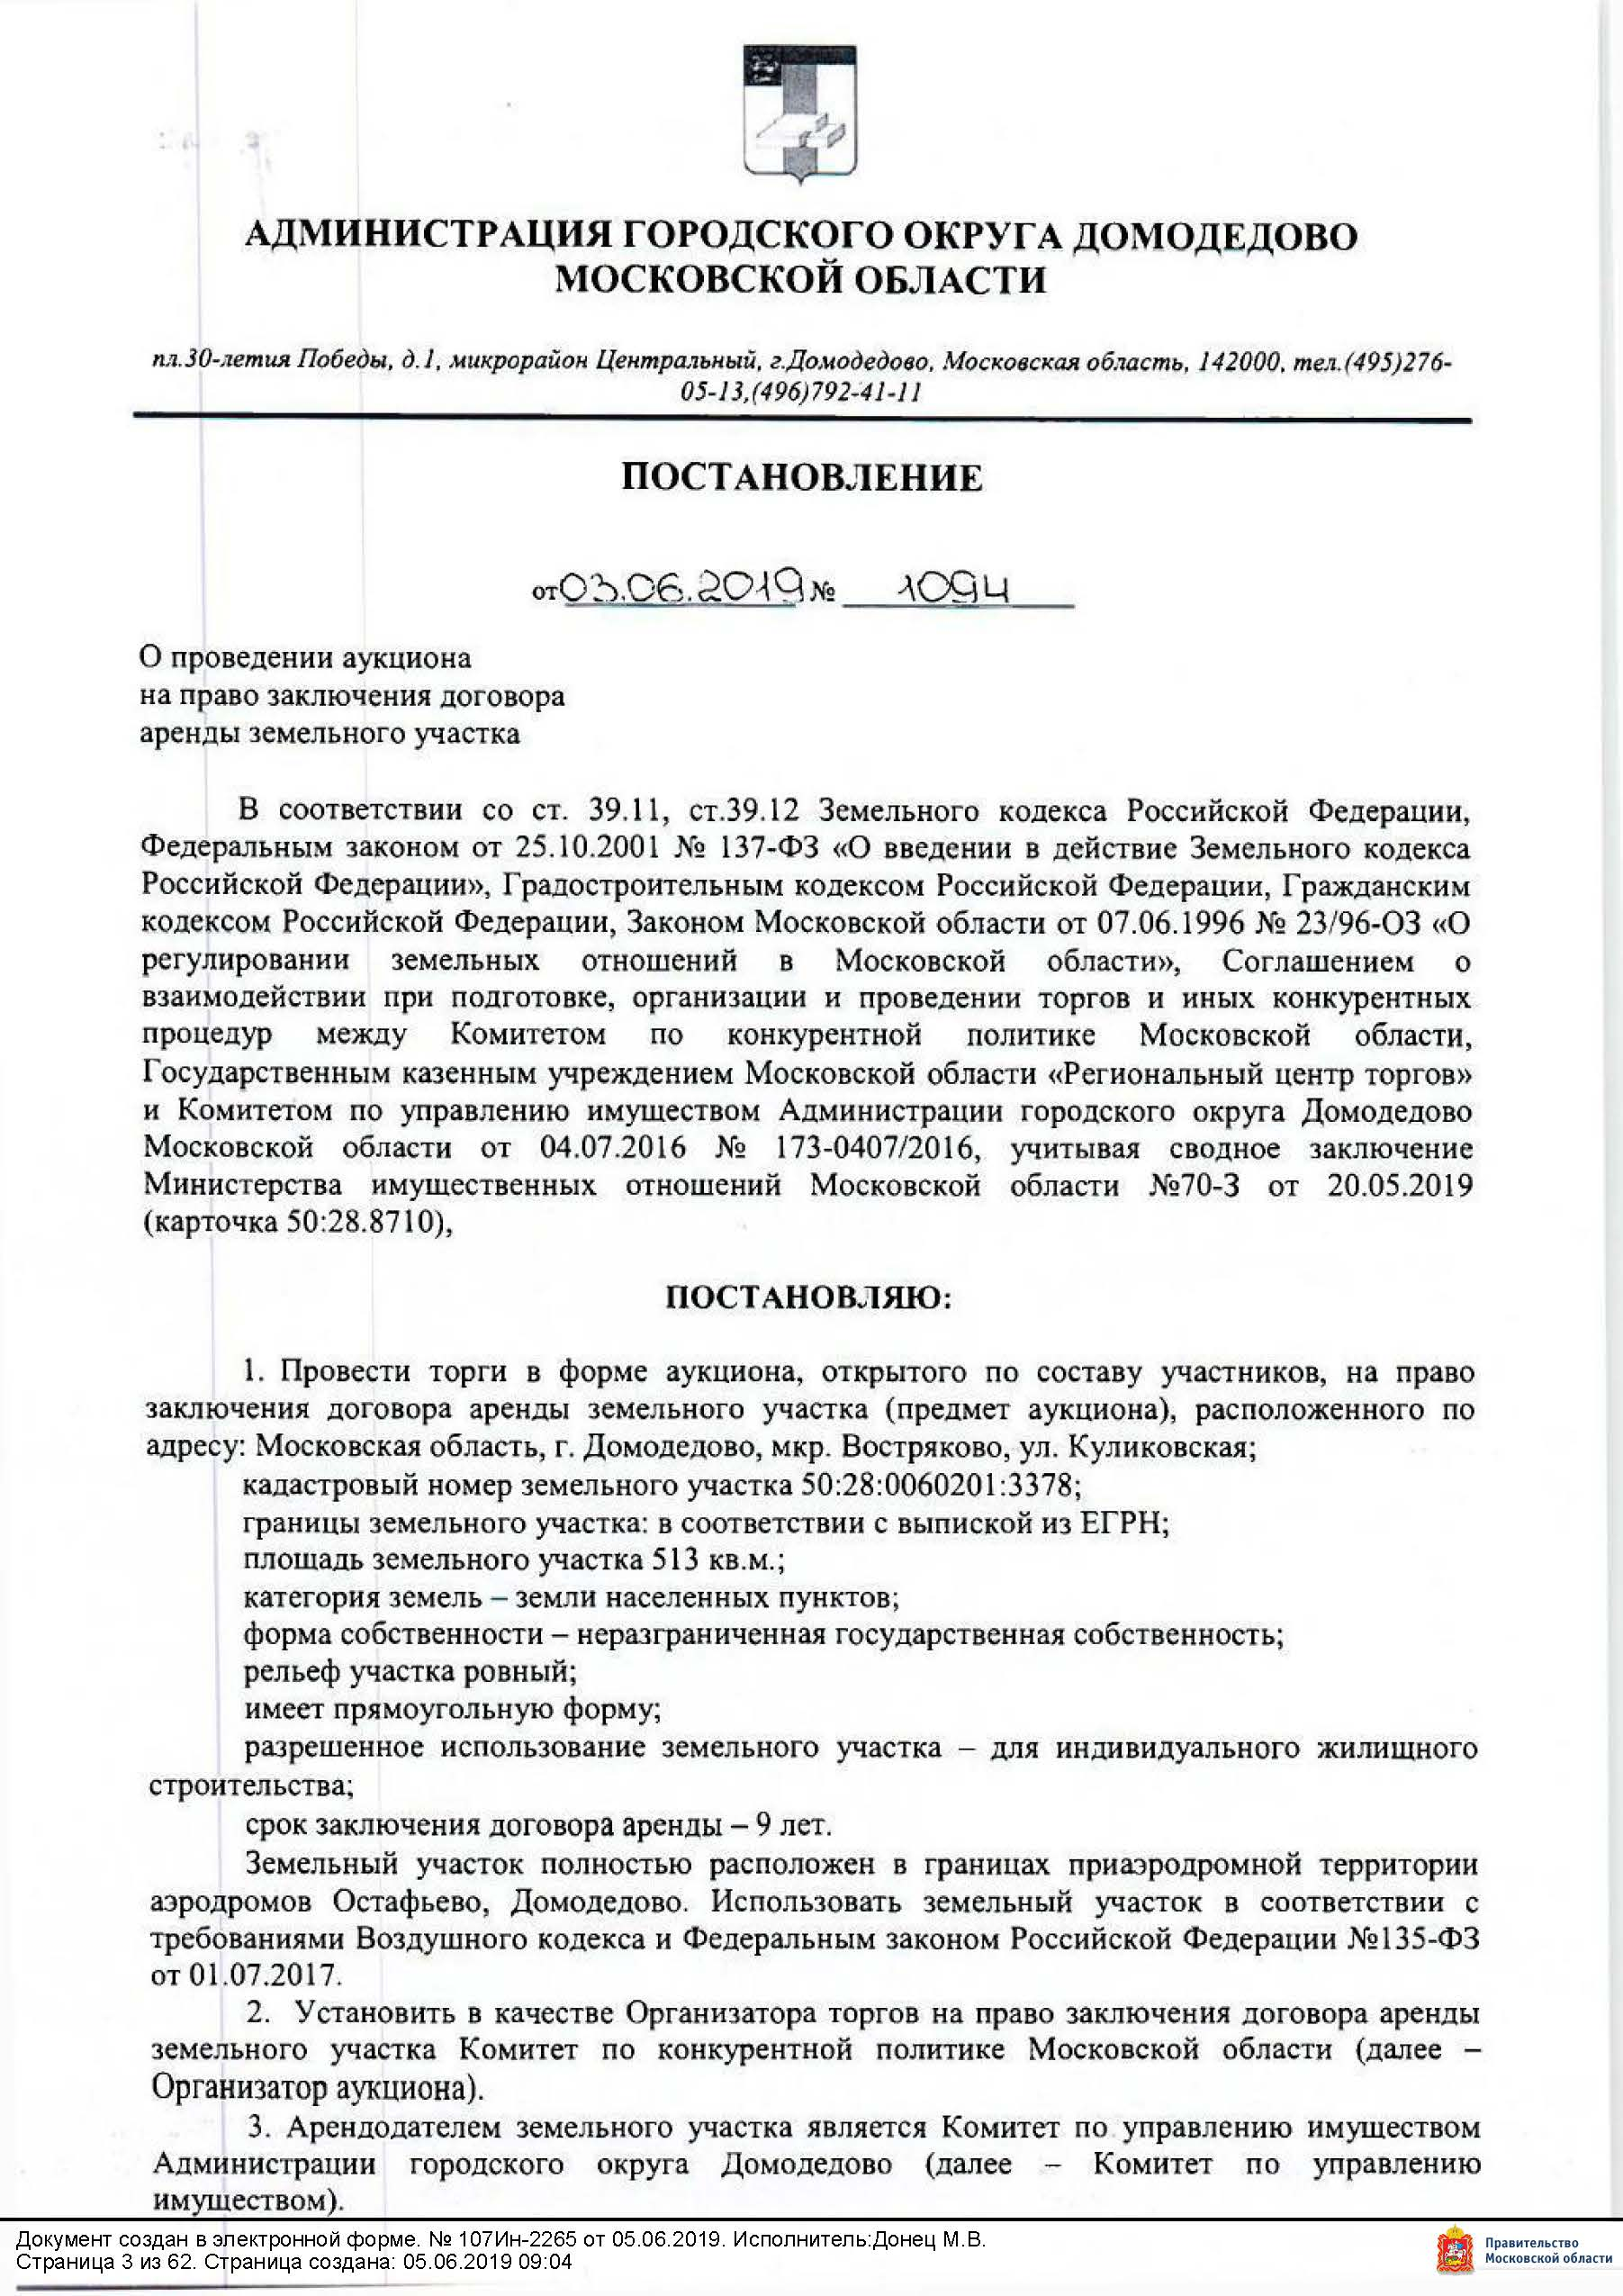 АДМИНИСТРАЦИЯ ГОРОДСКОГО ОКРУГА ДОМОДЕДОВО
МОСКОВСКОЙ ОБЛАСТИ
пл.30-летия Победы, д.1, микрорайон Центральный, г.Домодедово, Московская область, 142000, тел.(495)276-
05-13,(496)792-41-11
ПОСТАНОВЛЕНИЕ
от 03.06.2019 № 1094
О проведении аукциона
на право заключения договора
аренды земельного участка
В соответствии со ст. 39.11, ст.39.12 Земельного кодекса Российской Федерации,
Федеральным законом от 25.10.2001 № 137-ФЗ «О введении в действие Земельного кодекса
Российской Федерации», Градостроительным кодексом Российской Федерации, Гражданским
кодексом Российской Федерации, Законом Московской области от 07.06.1996 № 23/96-ОЗ «О
регулировании земельных отношений в Московской области», Соглашением о
взаимодействии при подготовке, организации и проведении торгов и иных конкурентных
процедур между Комитетом по конкурентной политике Московской области,
Государственным казенным учреждением Московской области «Региональный центр торгов»
и Комитетом по управлению имуществом Администрации городского округа Домодедово
Московской области от 04.07.2016 № 173-0407/2016, учитывая сводное заключение
Министерства имущественных отношений Московской области №70-З от 20.05.2019
(карточка 50:28.8710),
ПОСТАНОВЛЯЮ:
1. Провести торги в форме аукциона, открытого по составу участников, на право
заключения договора аренды земельного участка (предмет аукциона), расположенного по
адресу: Московская область, г. Домодедово, мкр. Востряково, ул. Куликовская;
кадастровый номер земельного участка 50:28:0060201:3378;
границы земельного участка: в соответствии с выпиской из ЕГРН;
площадь земельного участка 513 кв.м.;
категория земель – земли населенных пунктов;
форма собственности – неразграниченная государственная собственность;
рельеф участка ровный;
имеет прямоугольную форму;
разрешенное использование земельного участка – для индивидуального жилищного
строительства;
срок заключения договора аренды – 9 лет.
Земельный участок полностью расположен в границах приаэродромной территории
аэродромов Остафьево, Домодедово. Использовать земельный участок в соответствии с
требованиями Воздушного кодекса и Федеральным законом Российской Федерации №135-ФЗ
от 01.07.2017.
2. Установить в качестве Организатора торгов на право заключения договора аренды
земельного участка Комитет по конкурентной политике Московской области (далее –
Организатор аукциона).
3. Арендодателем земельного участка является Комитет по управлению имуществом
Администрации городского округа Домодедово (далее – Комитет по управлению
имуществом).
Документ создан в электронной форме. № 107Ин-2265 от 05.06.2019. Исполнитель:Донец М.В.
Страница 3 из 62. Страница создана: 05.06.2019 09:04
Правительство
Московской области